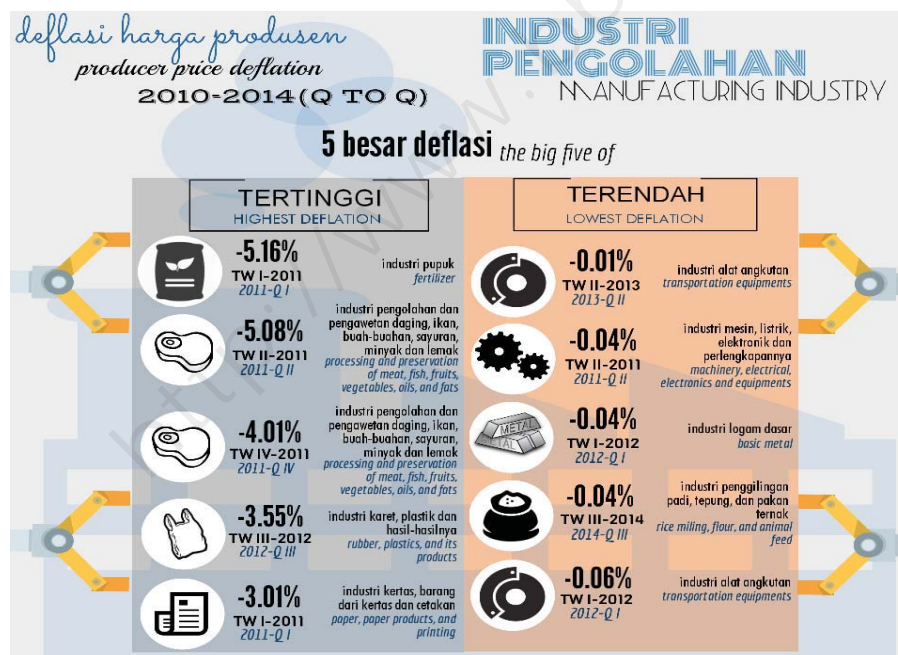 deflasi harga produsen
producer price deflation
2010-2014(Q TO Q)
INDUSTRI
PENGOLAHAN
MANUFACTURING INDUSTRY
5 besar deflasi the big five of
TERTINGGI
HIGHEST DEFLATION
-5.16%
TW I-2011
2011-Q I
industri pupuk
fertilizer
-5.08%
TW II-2011
2011-Q II
industri pengolahan dan
pengawetan daging, ikan,
buah-buahan, sayuran,
minyak dan lemak
processing and preservation
of meat, fish, fruits,
vegetables, oils, and fats
-4.01%
TW IV-2011
2011-Q IV
industri pengolahan dan
pengawetan daging, ikan,
buah-buahan, sayuran,
minyak dan lemak
processing and preservation
of meat, fish, fruits,
vegetables, oils, and fats
-3.55%
TW III-2012
2012-Q III
industri karet, plastik dan
hasil-hasilnya
rubber, plastics, and its
products
-3.01%
TW I-2011
2011-Q I
industri kertas, barang
dari kertas dan cetakan
paper, paper products, and
printing
TERENDAH
LOWEST DEFLATION
-0.01%
TW II-2013
2013-Q II
industri alat angkutan
transportation equipments
-0.04%
TW II-2011
2011-Q II
industri mesin, listrik,
elektronik dan
perlengkapannya
machinery, electrical,
electronics and equipments
METAL
-0.04%
TW I-2012
2012-Q I
industri logam dasar
basic metal
-0.04%
TW III-2014
2014-Q III
industri penggilingan
padi, tepung, dan pakan
ternak
rice miling, flour, and animal
feed
-0.06%
TW I-2012
2012-Q I
industri alat angkutan
transportation equipments